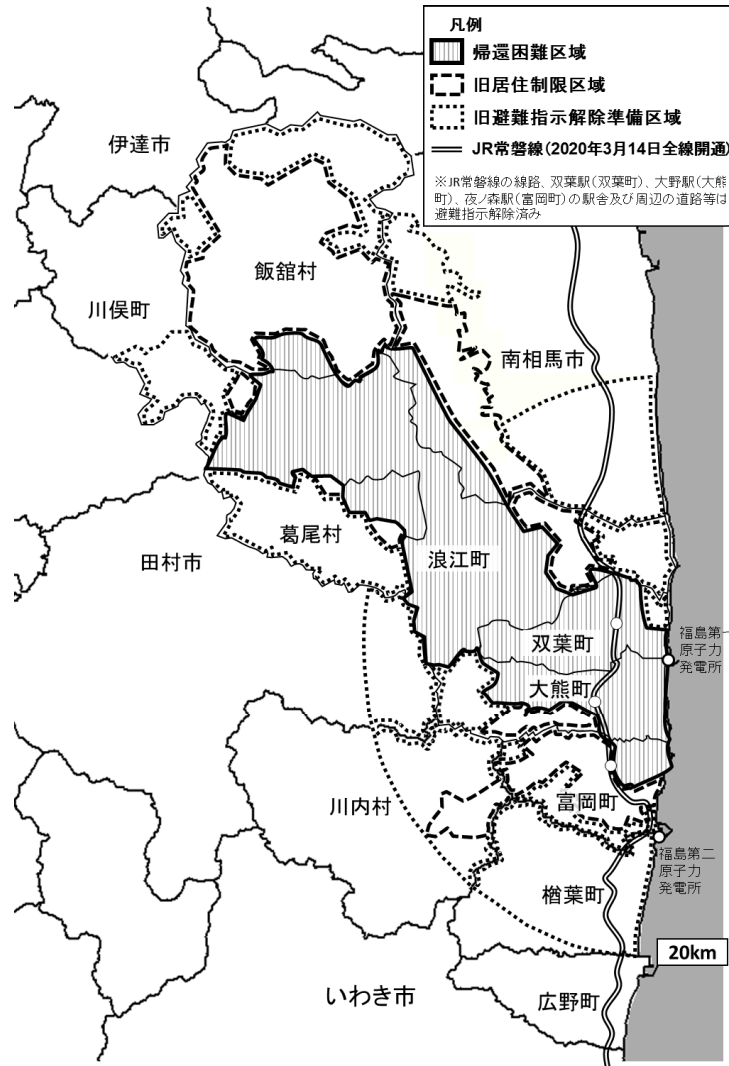 凡例
帰還困難区域
旧居住制限区域
旧避難指示解除準備区域
JR常磐線(2020年3月14日全線開通)
※JR常磐線の線路、双葉駅(双葉町)、大野駅(大熊
町)、夜ノ森駅(富岡町)の駅舎及び周辺の道路等は
避難指示解除済み
伊達市
飯舘村
川俣町
南相馬市
葛尾村
田村市
浪江町
双葉町
福島第一
原子力
発電所
大熊町
川内村
富岡町
福島第二
原子力
発電所
楢葉町
20km
いわき市
広野町